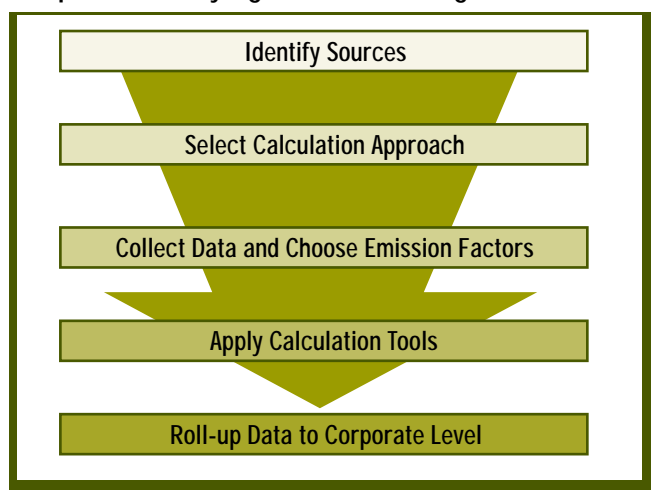 Identify Sources
Select Calculation Approach
Collect Data and Choose Emission Factors
Apply Calculation Tools
Roll-up Data to Corporate Level